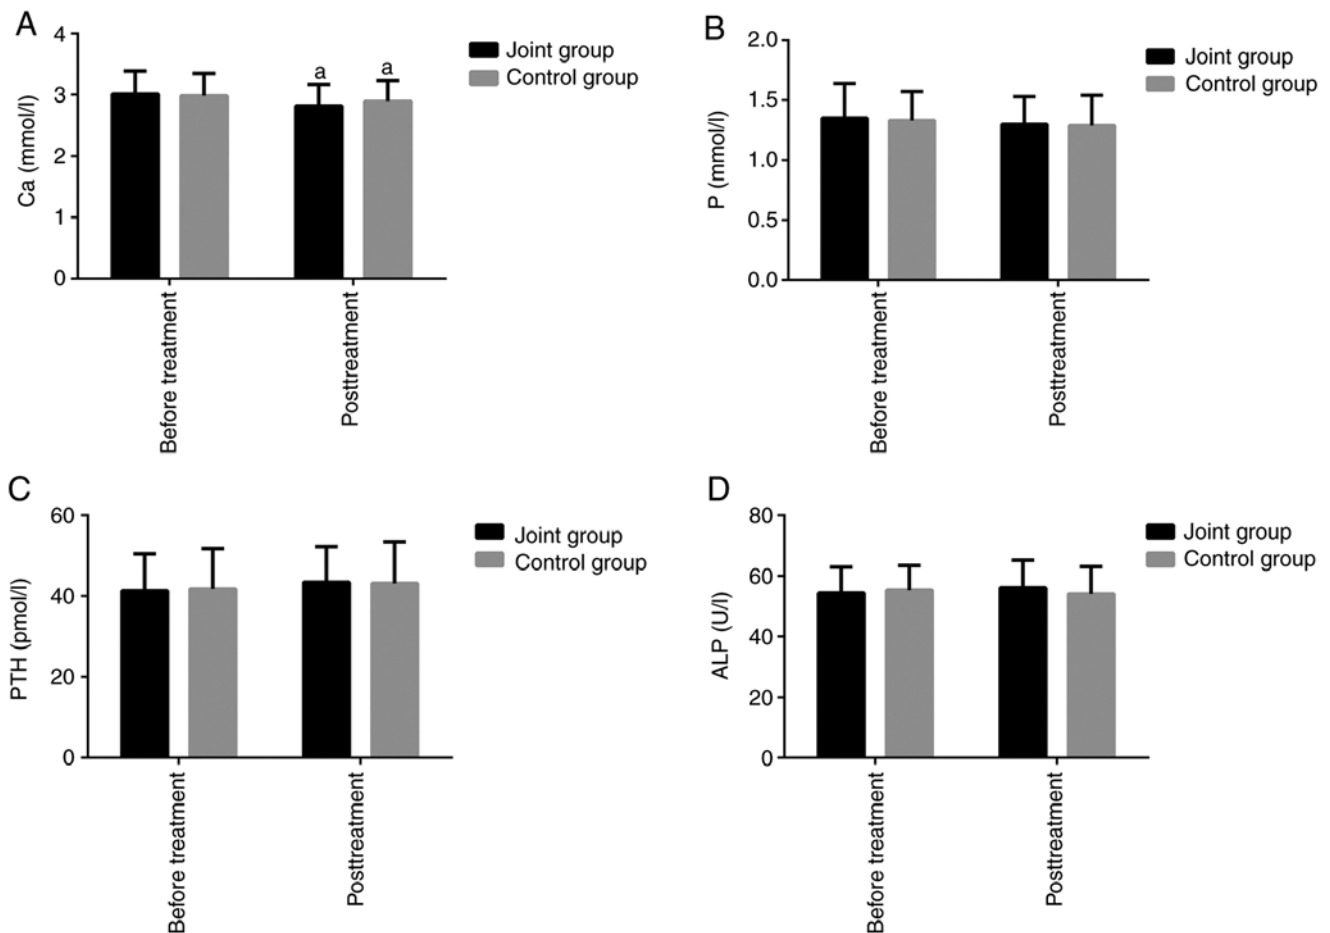 A
Ca (mmol/l)
4
3
2
1
0
a
a
Joint group
Control group
Before treatment
Posttreatment
B
P (mmol/l)
2.0
1.5
1.0
0.5
0.0
Joint group
Control group
Before treatment
Posttreatment
C
PTH (pmol/l)
60
40
20
0
Joint group
Control group
Before treatment
Posttreatment
D
ALP (U/l)
80
60
40
20
0
Joint group
Control group
Before treatment
Posttreatment